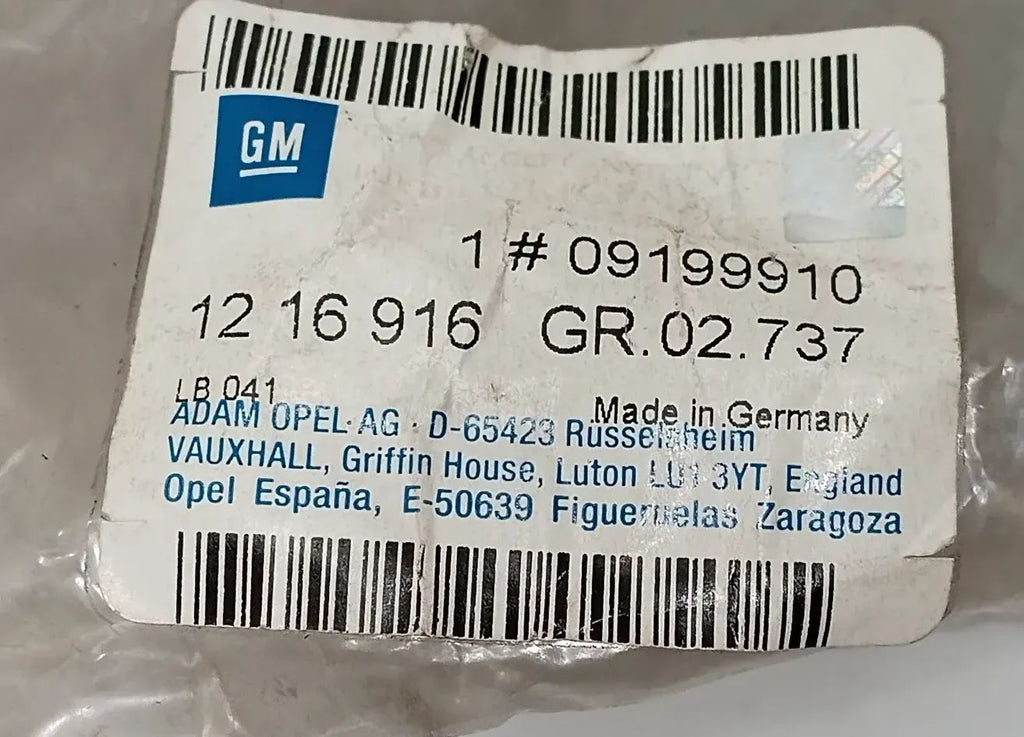 GM
1 # 09199910
12 16 916 GR.02.737
LB 041
Made in Germany
ADAM OPEL AG · D-65423 Rüsselsheim
VAUXHALL, Griffin House, Luton LU1 3YT, England
Opel España, E-50639 Figueruelas Zaragoza